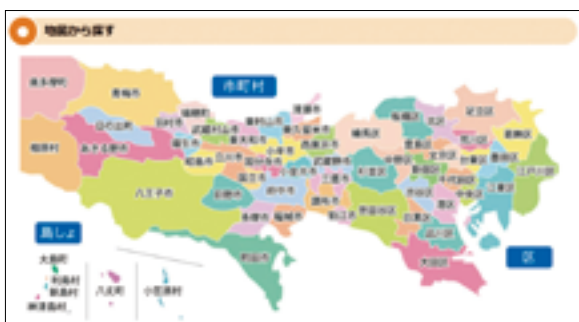 地図から探す
市町村
奥多摩町
青梅市
瑞穂町
清瀬市
板橋区
北区
足立区
日の出町
羽村市
武蔵村山市
東村山市
東久留米市
練馬区
荒川区
葛飾区
檜原村
あきる野市
福生市
東大和市
西東京市
豊島区
文京区
台東区
墨田区
江戸川区
昭島市
立川市
小平市
国分寺市
小金井市
武蔵野市
杉並区
中野区
新宿区
千代田区
八王子市
国立市
府中市
三鷹市
渋谷区
中央区
江東区
日野市
調布市
狛江市
世田谷区
港区
多摩市
稲城市
目黒区
品川区
町田市
大田区
島しょ
区
大島町
利島村
新島村
神津島村
八丈町
小笠原村